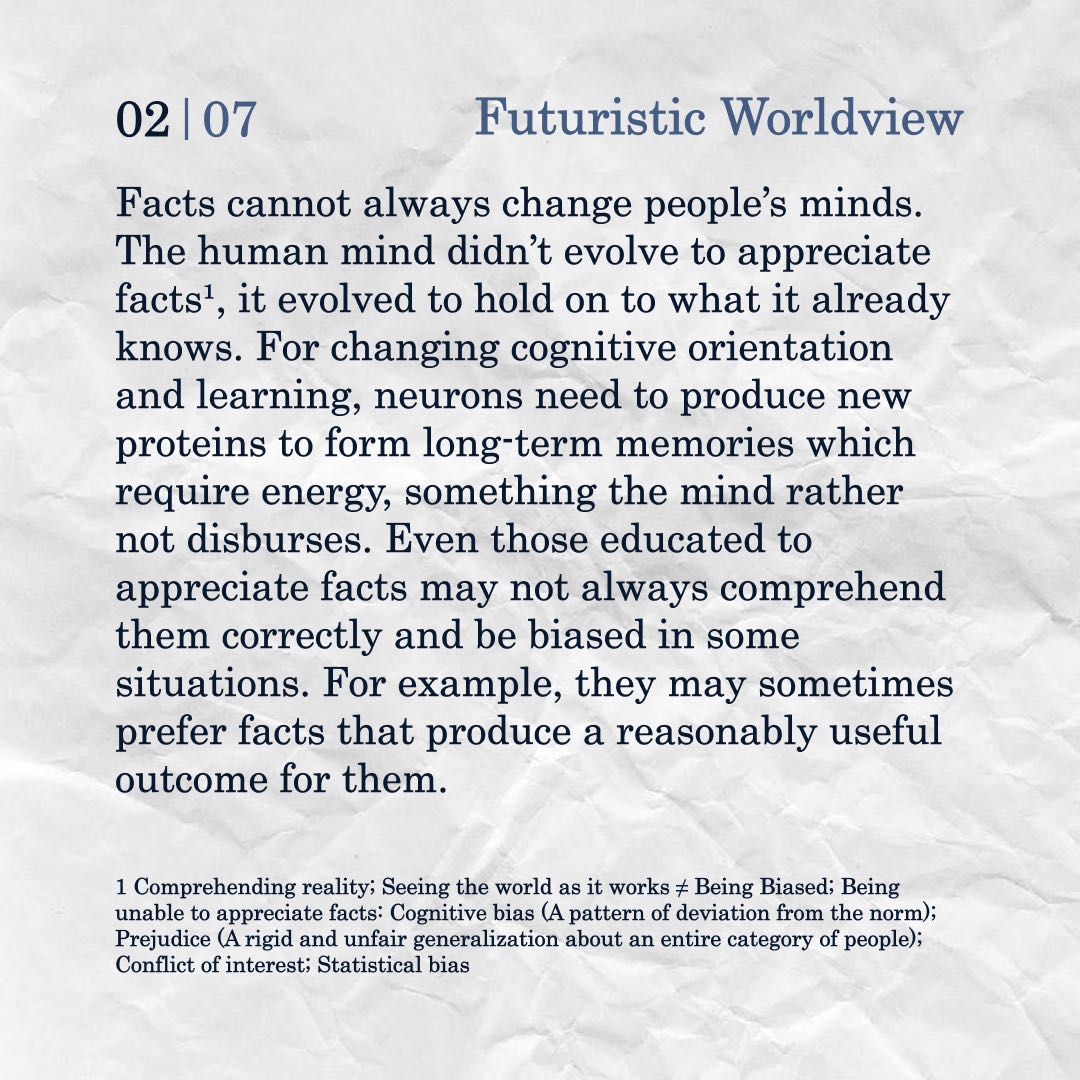 02|07
Futuristic Worldview
Facts cannot always change people’s minds.
The human mind didn’t evolve to appreciate
facts¹, it evolved to hold on to what it already
knows. For changing cognitive orientation
and learning, neurons need to produce new
proteins to form long-term memories which
require energy, something the mind rather
not disburses. Even those educated to
appreciate facts may not always comprehend
them correctly and be biased in some
situations. For example, they may sometimes
prefer facts that produce a reasonably useful
outcome for them.
1 Comprehending reality; Seeing the world as it works ≠ Being Biased; Being
unable to appreciate facts: Cognitive bias (A pattern of deviation from the norm);
Prejudice (A rigid and unfair generalization about an entire category of people);
Conflict of interest; Statistical bias